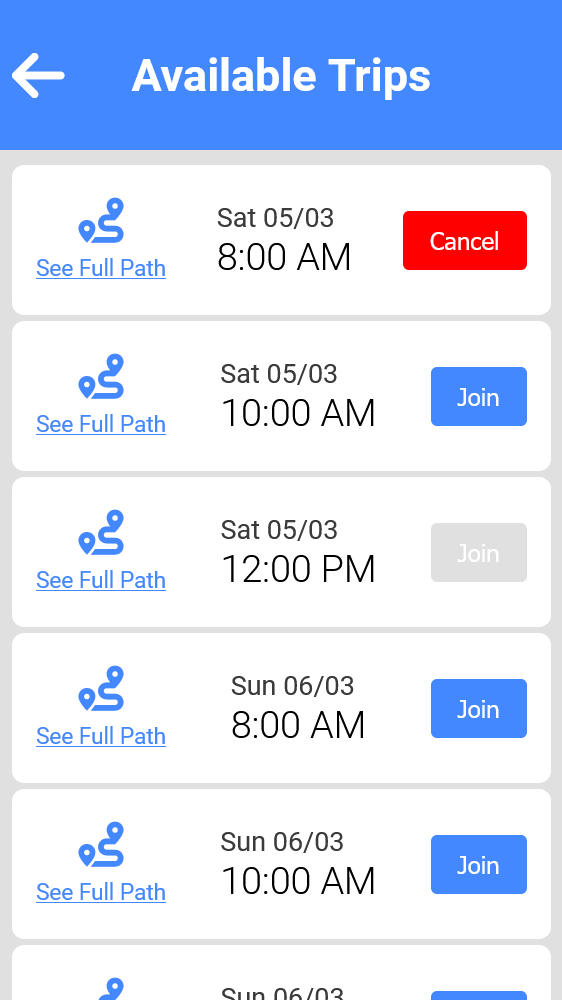 Available Trips
Sat 05/03
8:00 AM
See Full Path
Cancel
Sat 05/03
10:00 AM
See Full Path
Join
Sat 05/03
12:00 PM
See Full Path
Join
Sun 06/03
8:00 AM
See Full Path
Join
Sun 06/03
10:00 AM
See Full Path
Join
Sun 06/03